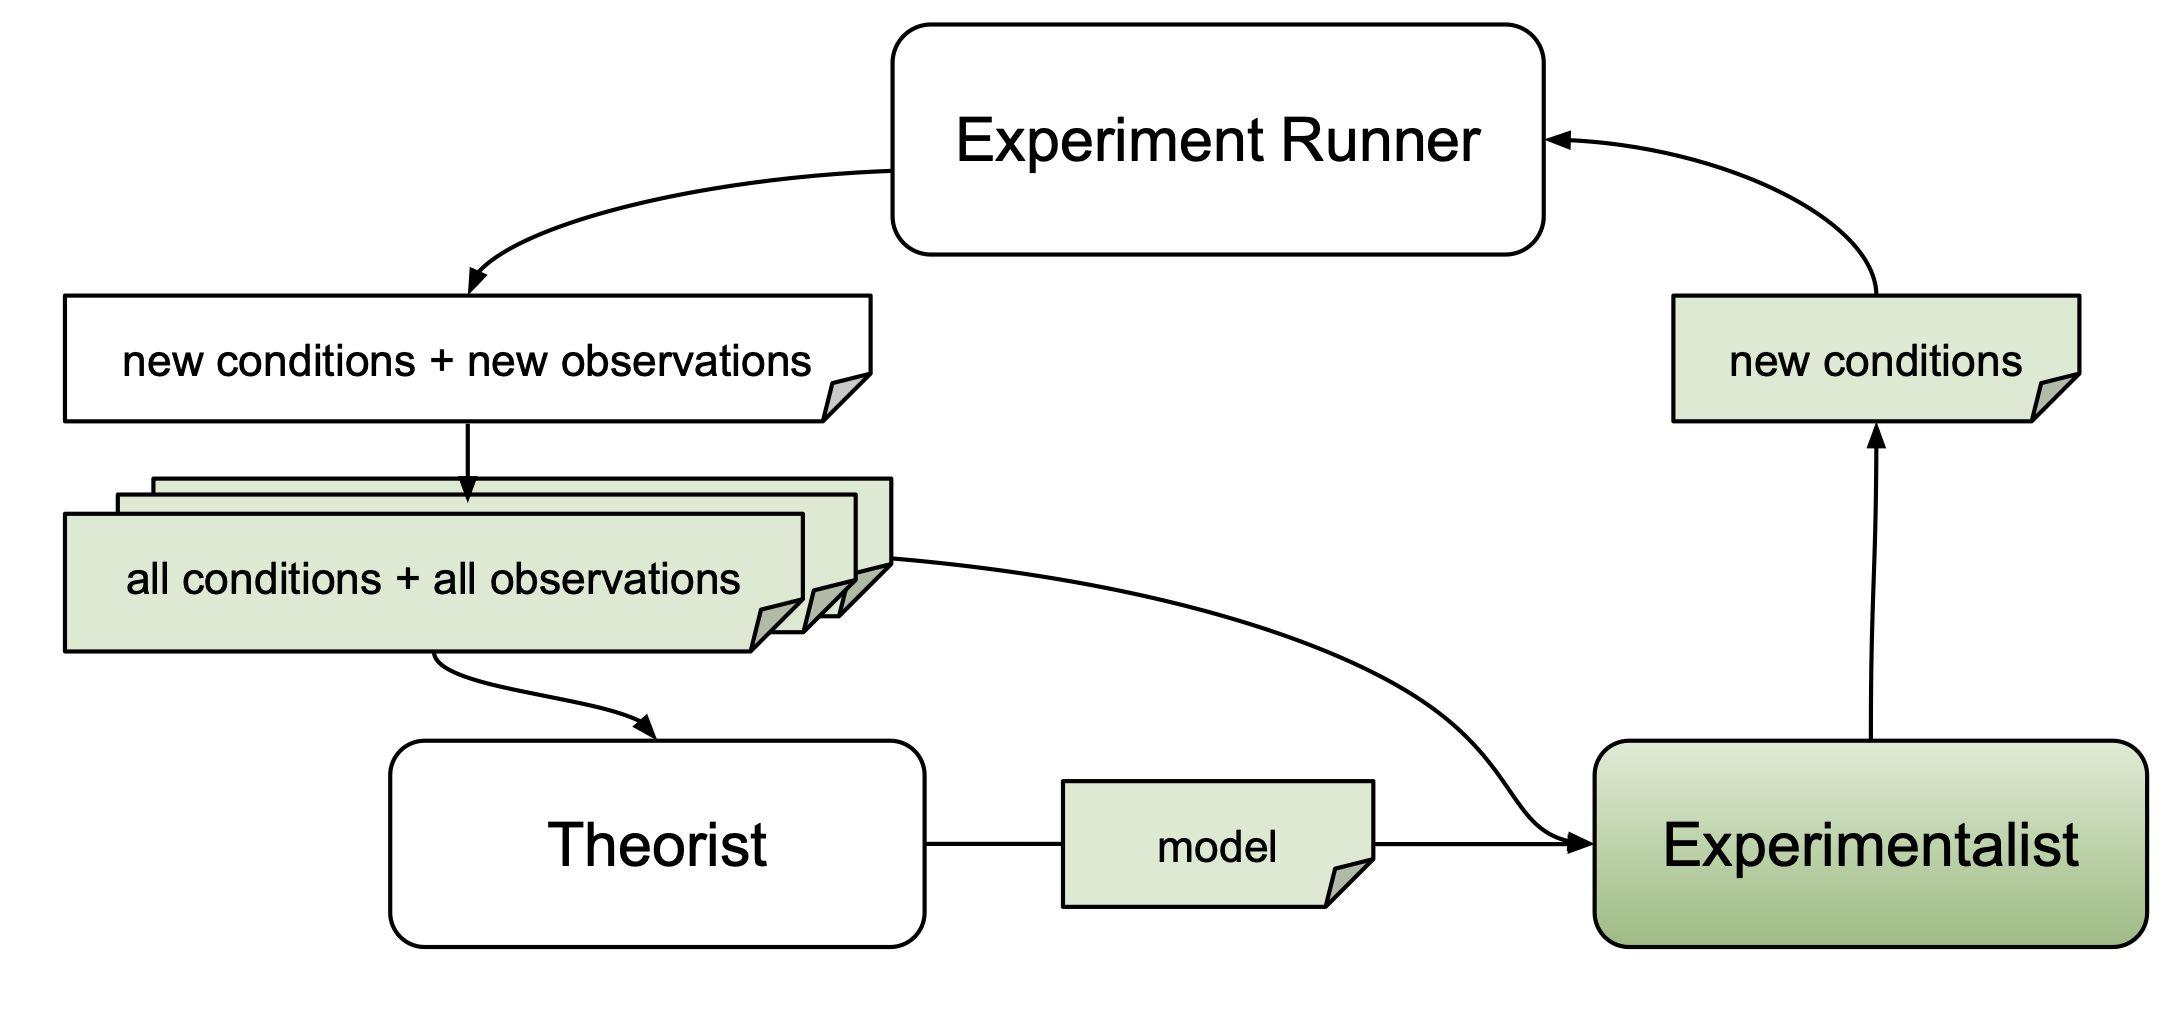 Experiment Runner
new conditions + new observations
new conditions
all conditions + all observations
Theorist
model
Experimentalist